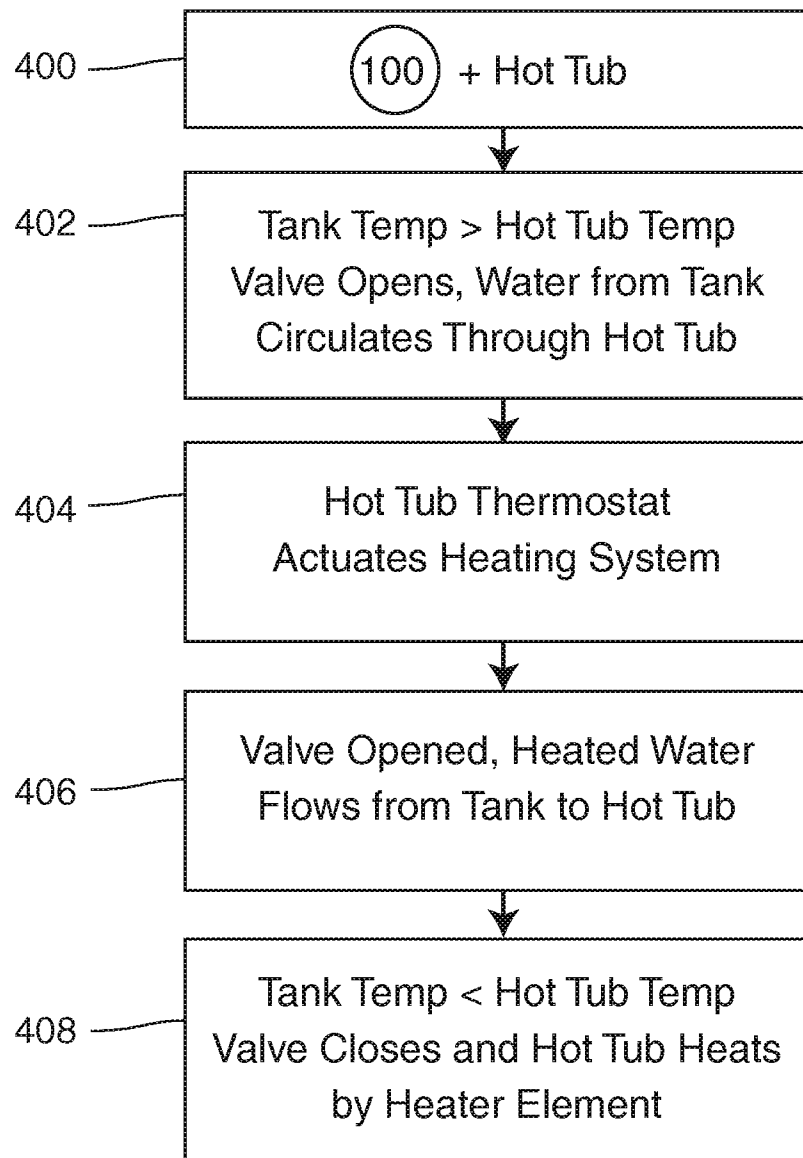 400
100 + Hot Tub
402
Tank Temp > Hot Tub Temp
Valve Opens, Water from Tank
Circulates Through Hot Tub
404
Hot Tub Thermostat
Actuates Heating System
406
Valve Opened, Heated Water
Flows from Tank to Hot Tub
408
Tank Temp < Hot Tub Temp
Valve Closes and Hot Tub Heats
by Heater Element